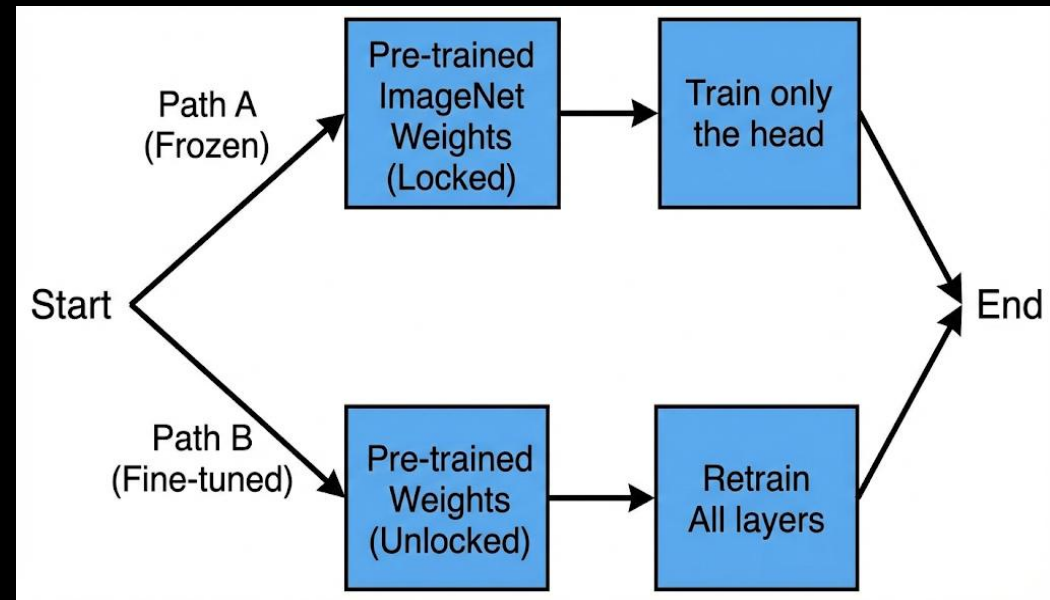 Path A
(Frozen)
Pre-trained
ImageNet
Weights
(Locked)
Train only
the head
Start
End
Path B
(Fine-tuned)
Pre-trained
Weights
(Unlocked)
Retrain
All layers